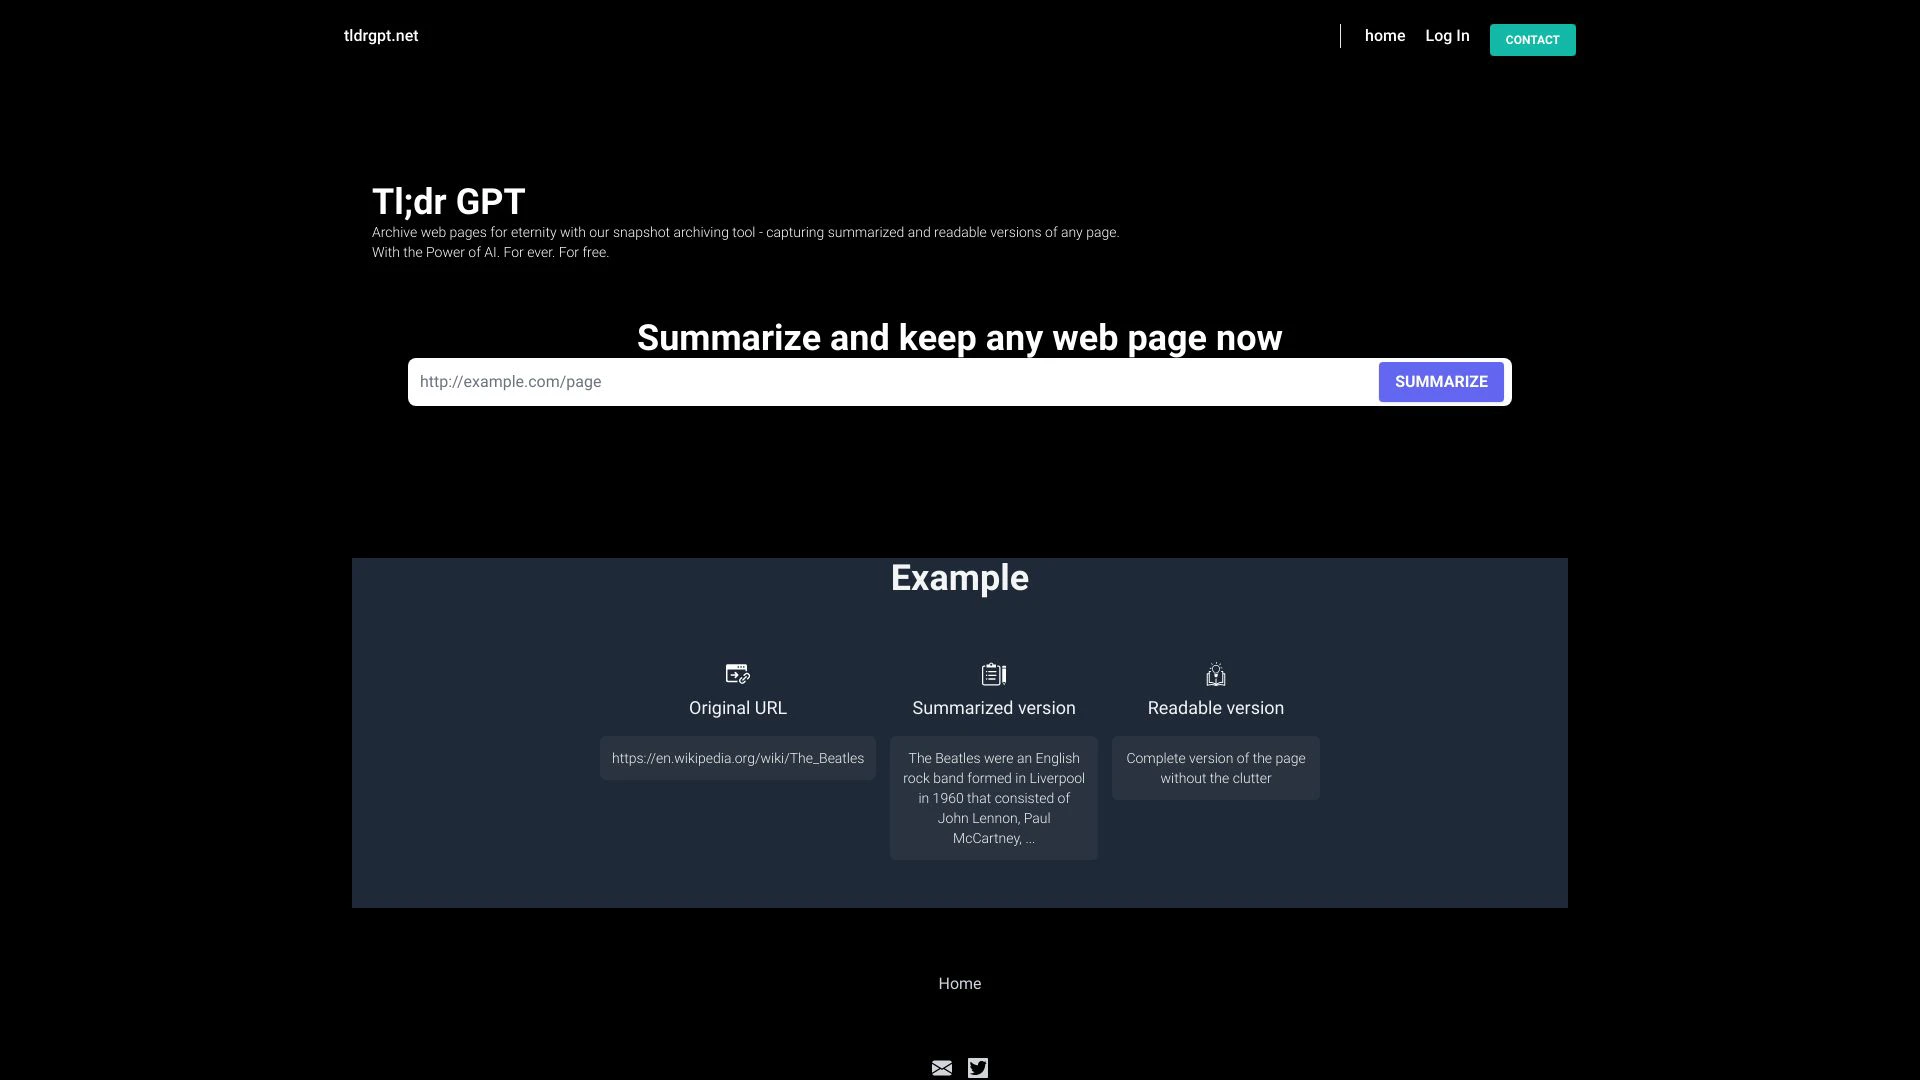 tldrgpt.net
home
Log In
CONTACT
Tl;dr GPT
Archive web pages for eternity with our snapshot archiving tool - capturing summarized and readable versions of any page.
With the Power of AI. For ever. For free.
Summarize and keep any web page now
http://example.com/page
SUMMARIZE
Example
Original URL
https://en.wikipedia.org/wiki/The_Beatles
Summarized version
The Beatles were an English
rock band formed in Liverpool
in 1960 that consisted of
John Lennon, Paul
McCartney, ...
Readable version
Complete version of the page
without the clutter
Home